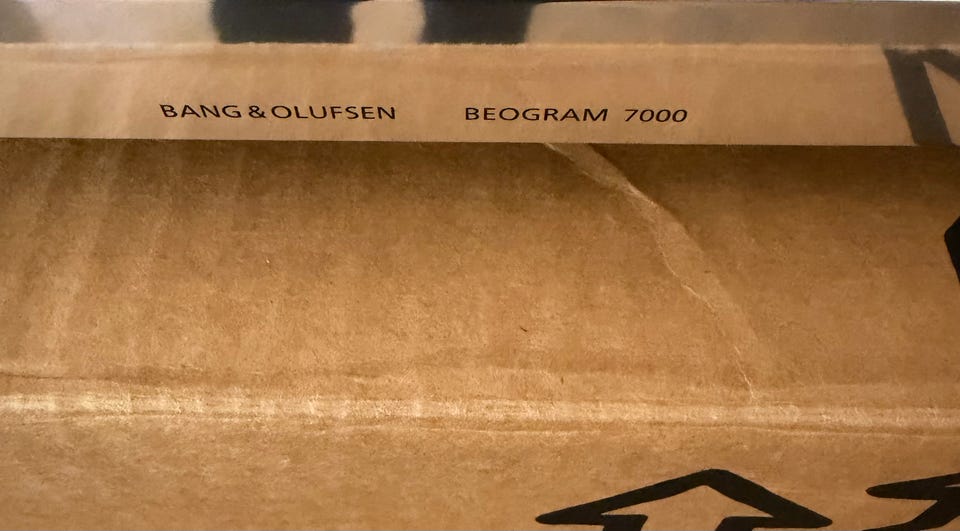 BANG & OLUFSEN BEOGRAM 7000